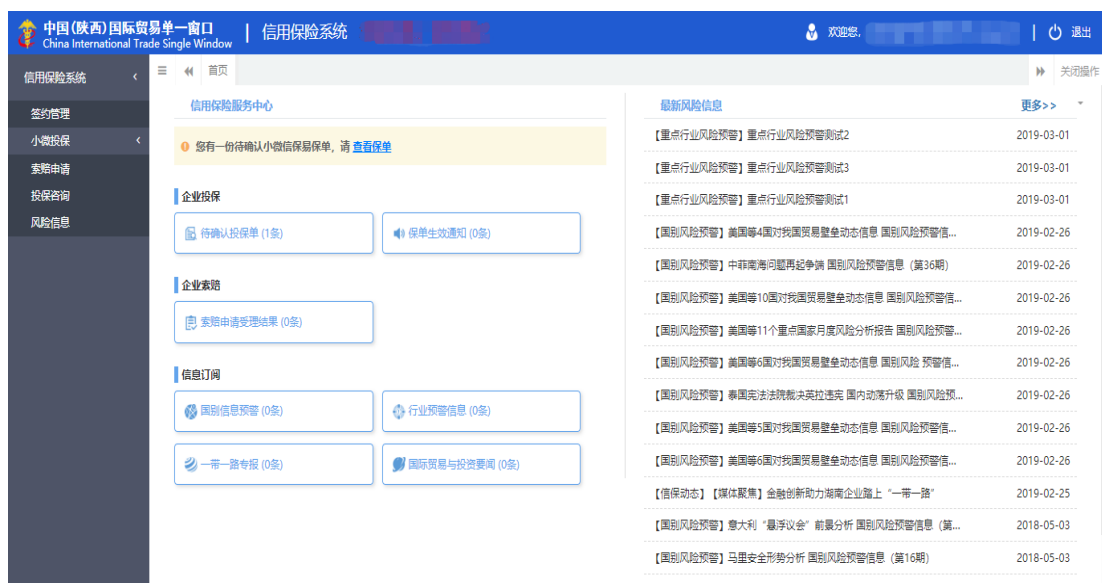 中国(陕西)国际贸易单一窗口
China International Trade Single Window
信用保险系统
欢迎您,
退出
信用保险系统
首页
关闭操作
签约管理
小微投保
索赔申请
投保咨询
风险信息
信用保险服务中心
您有一份待确认小微信保易保单，请 查看保单
企业投保
待确认投保单 (1条)
保单生效通知 (0条)
企业索赔
索赔申请受理结果 (0条)
信息订阅
国别信息预警 (0条)
行业预警信息 (0条)
一带一路专报 (0条)
国际贸易与投资要闻 (0条)
最新风险信息
更多>>
【重点行业风险预警】重点行业风险预警测试2 2019-03-01
【重点行业风险预警】重点行业风险预警测试3 2019-03-01
【重点行业风险预警】重点行业风险预警测试1 2019-03-01
【国别风险预警】美国等4国对我国贸易壁垒动态信息 国别风险预警信... 2019-02-26
【国别风险预警】中菲南海问题再起争端 国别风险预警信息（第36期） 2019-02-26
【国别风险预警】美国等10国对我国贸易壁垒动态信息 国别风险预警信... 2019-02-26
【国别风险预警】美国等11个重点国家月度风险分析报告 国别风险预警... 2019-02-26
【国别风险预警】美国等6国对我国贸易壁垒动态信息 国别风险 预警信... 2019-02-26
【国别风险预警】泰国宪法法院裁决英拉违宪 国内动荡升级 国别风险预... 2019-02-26
【国别风险预警】美国等5国对我国贸易壁垒动态信息 国别风险预警信... 2019-02-26
【国别风险预警】美国等6国对我国贸易壁垒动态信息 国别风险预警信... 2019-02-26
【信保动态】【媒体聚焦】金融创新助力湖南企业踏上“一带一路” 2019-02-25
【国别风险预警】意大利“悬浮议会”前景分析 国别风险预警信息（第... 2018-05-03
【国别风险预警】马里安全形势分析 国别风险预警信息（第16期） 2018-05-03